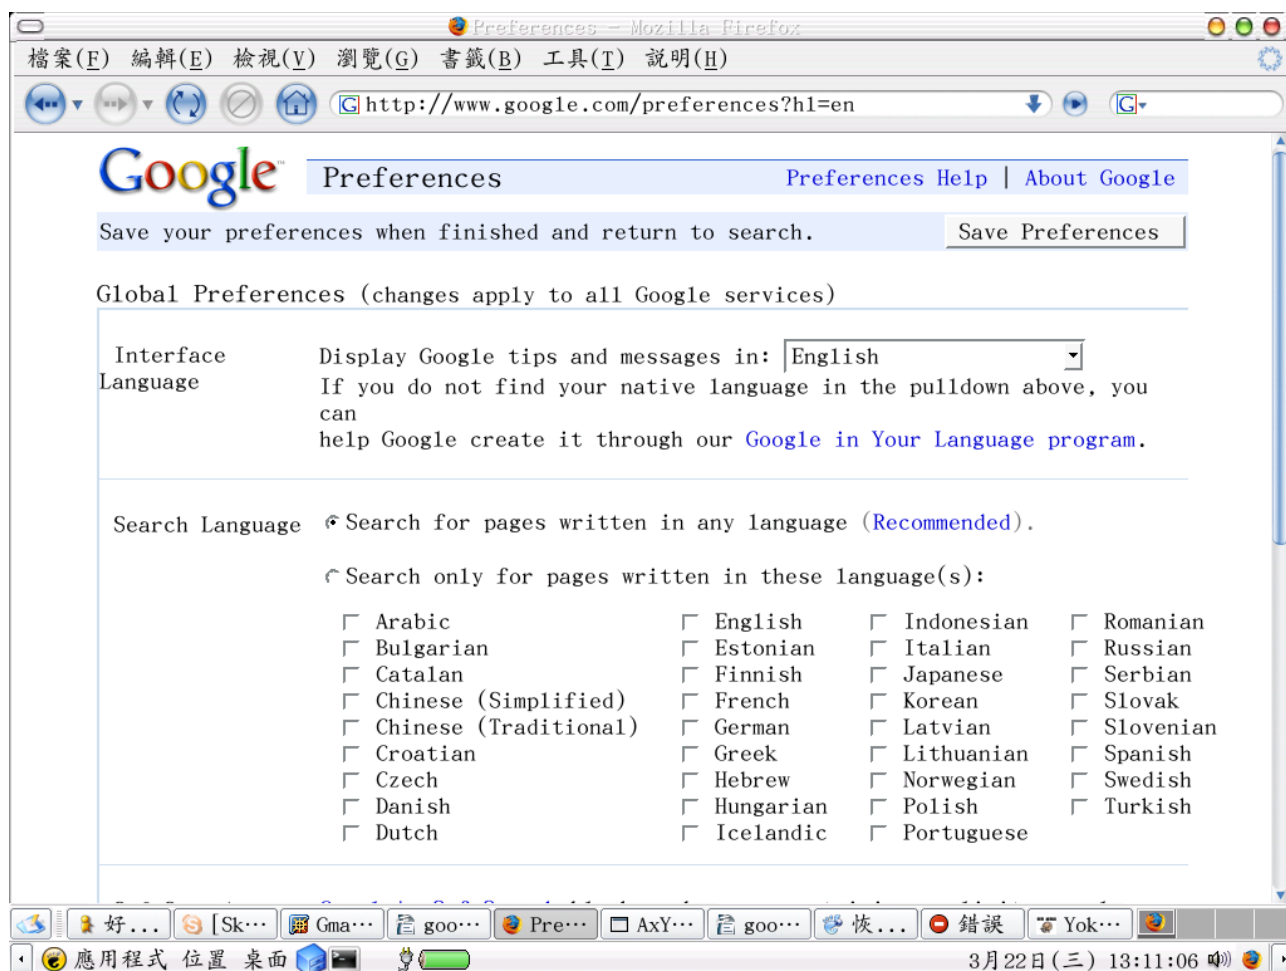 Preferences - Mozilla Firefox
檔案(F) 編輯(E) 檢視(V) 瀏覽(G) 書籤(B) 工具(T) 說明(H)
http://www.google.com/preferences?hl=en
Google™ Preferences Preferences Help | About Google
Save your preferences when finished and return to search. Save Preferences
Global Preferences (changes apply to all Google services)
Interface Language
Display Google tips and messages in: English
If you do not find your native language in the pulldown above, you
can
help Google create it through our Google in Your Language program.
Search Language
Search for pages written in any language (Recommended).
Search only for pages written in these language(s):
Arabic English Indonesian Romanian
Bulgarian Estonian Italian Russian
Catalan Finnish Japanese Serbian
Chinese (Simplified) French Korean Slovak
Chinese (Traditional) German Latvian Slovenian
Croatian Greek Lithuanian Spanish
Czech Hebrew Norwegian Swedish
Danish Hungarian Polish Turkish
Dutch Icelandic Portuguese
好... [Sk… Gma… goo… Pre… AxY… goo… 恢... 錯誤 Yok…
應用程式 位置 桌面 3月22日(三) 13:11:06